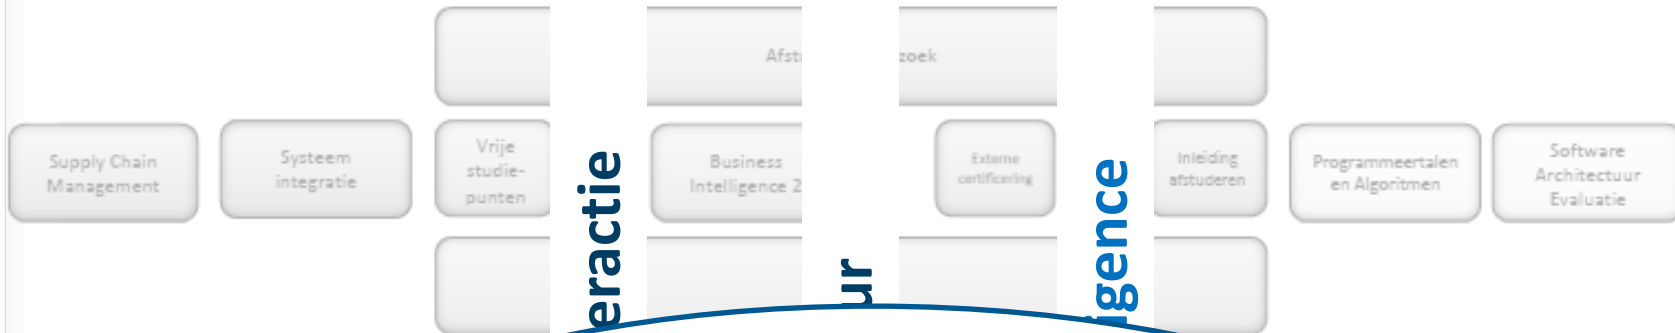 Afst
zoek
Supply Chain
Management
Systeem
integratie
Vrije
studie-
punten
Business
Intelligence 2
Externe
certificering
Inleiding
afstuderen
Programmeertalen
en Algoritmen
Software
Architectuur
Evaluatie
eractie
ur
igence